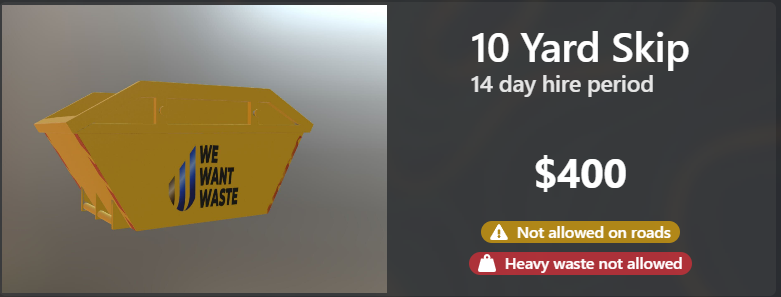 10 Yard Skip
14 day hire period
WE
WANT
WASTE
$400
Not allowed on roads
Heavy waste not allowed